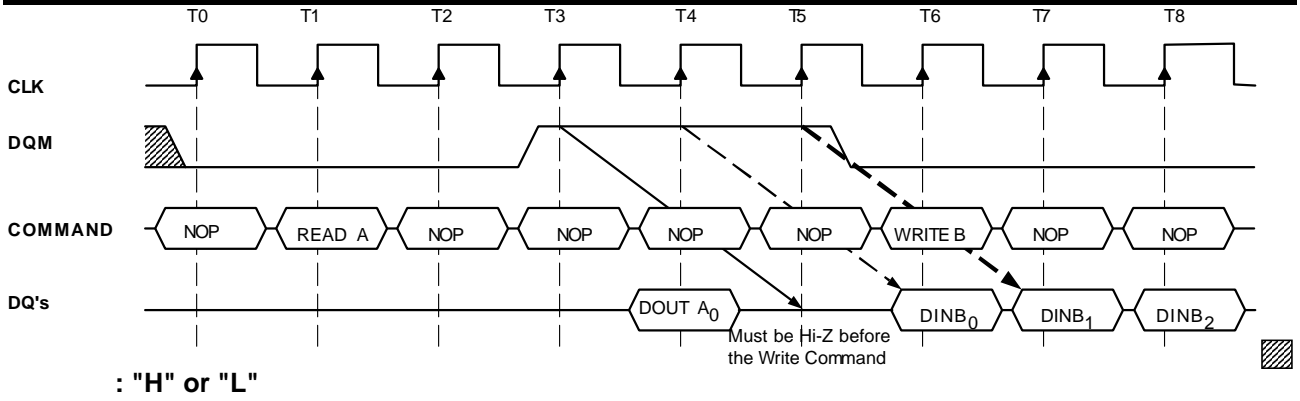 T0 T1 T2 T3 T4 T5 T6 T7 T8
CLK
DQM
COMMAND NOP READ A NOP NOP NOP NOP WRITE B NOP NOP
DQ's DOUT A0 DINB0 DINB1 DINB2
Must be Hi-Z before
the Write Command
: "H" or "L"